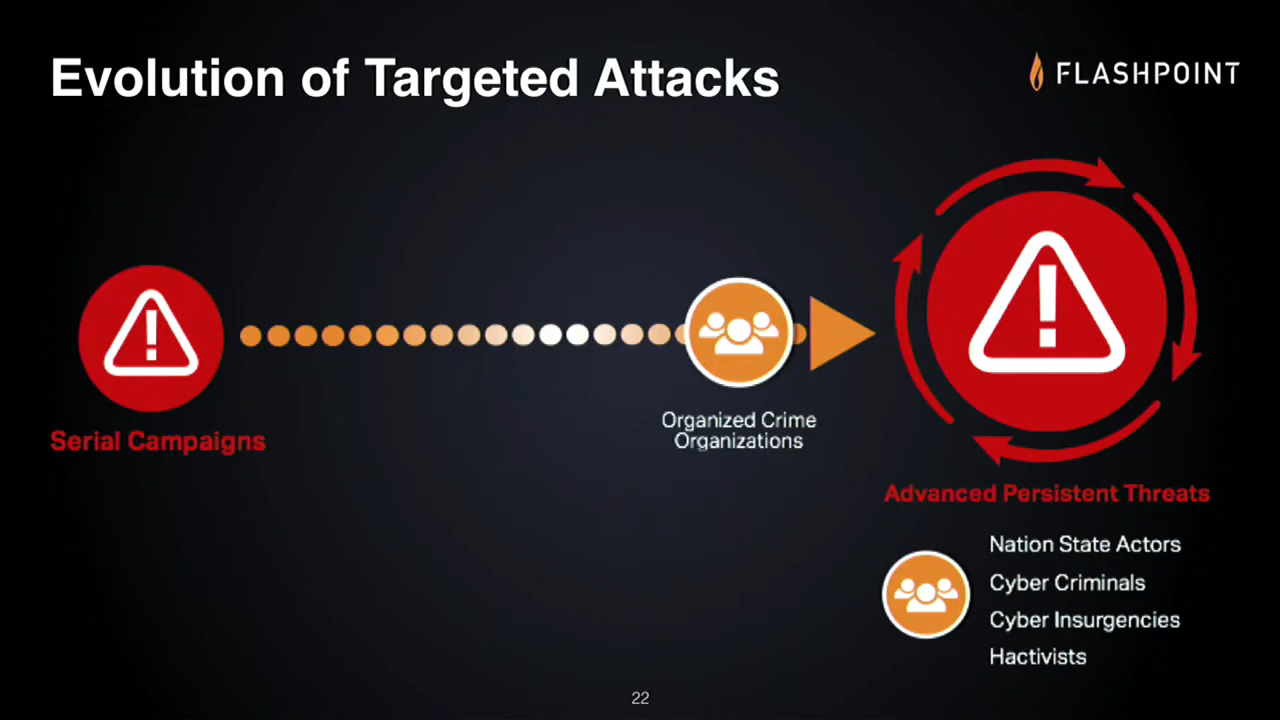 Evolution of Targeted Attacks
FLASHPOINT
Serial Campaigns
Organized Crime
Organizations
Advanced Persistent Threats
Nation State Actors
Cyber Criminals
Cyber Insurgencies
Hactivists
22